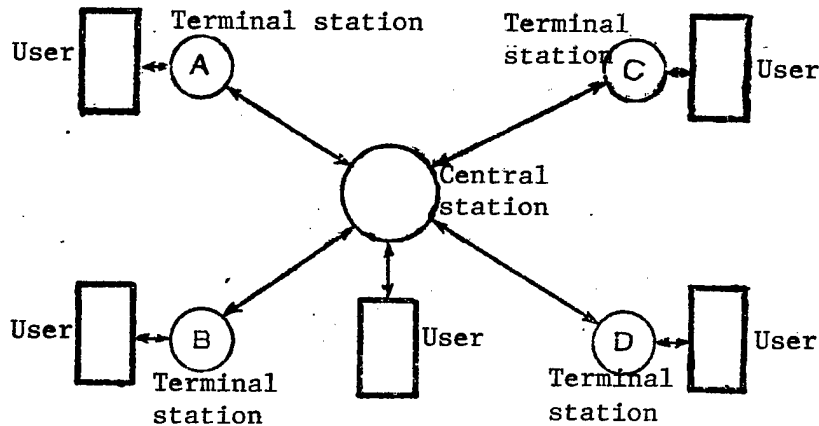 Terminal station
User
A
Terminal
station
C
User
Central
station
User
B
Terminal
station
User
D
User
Terminal
station